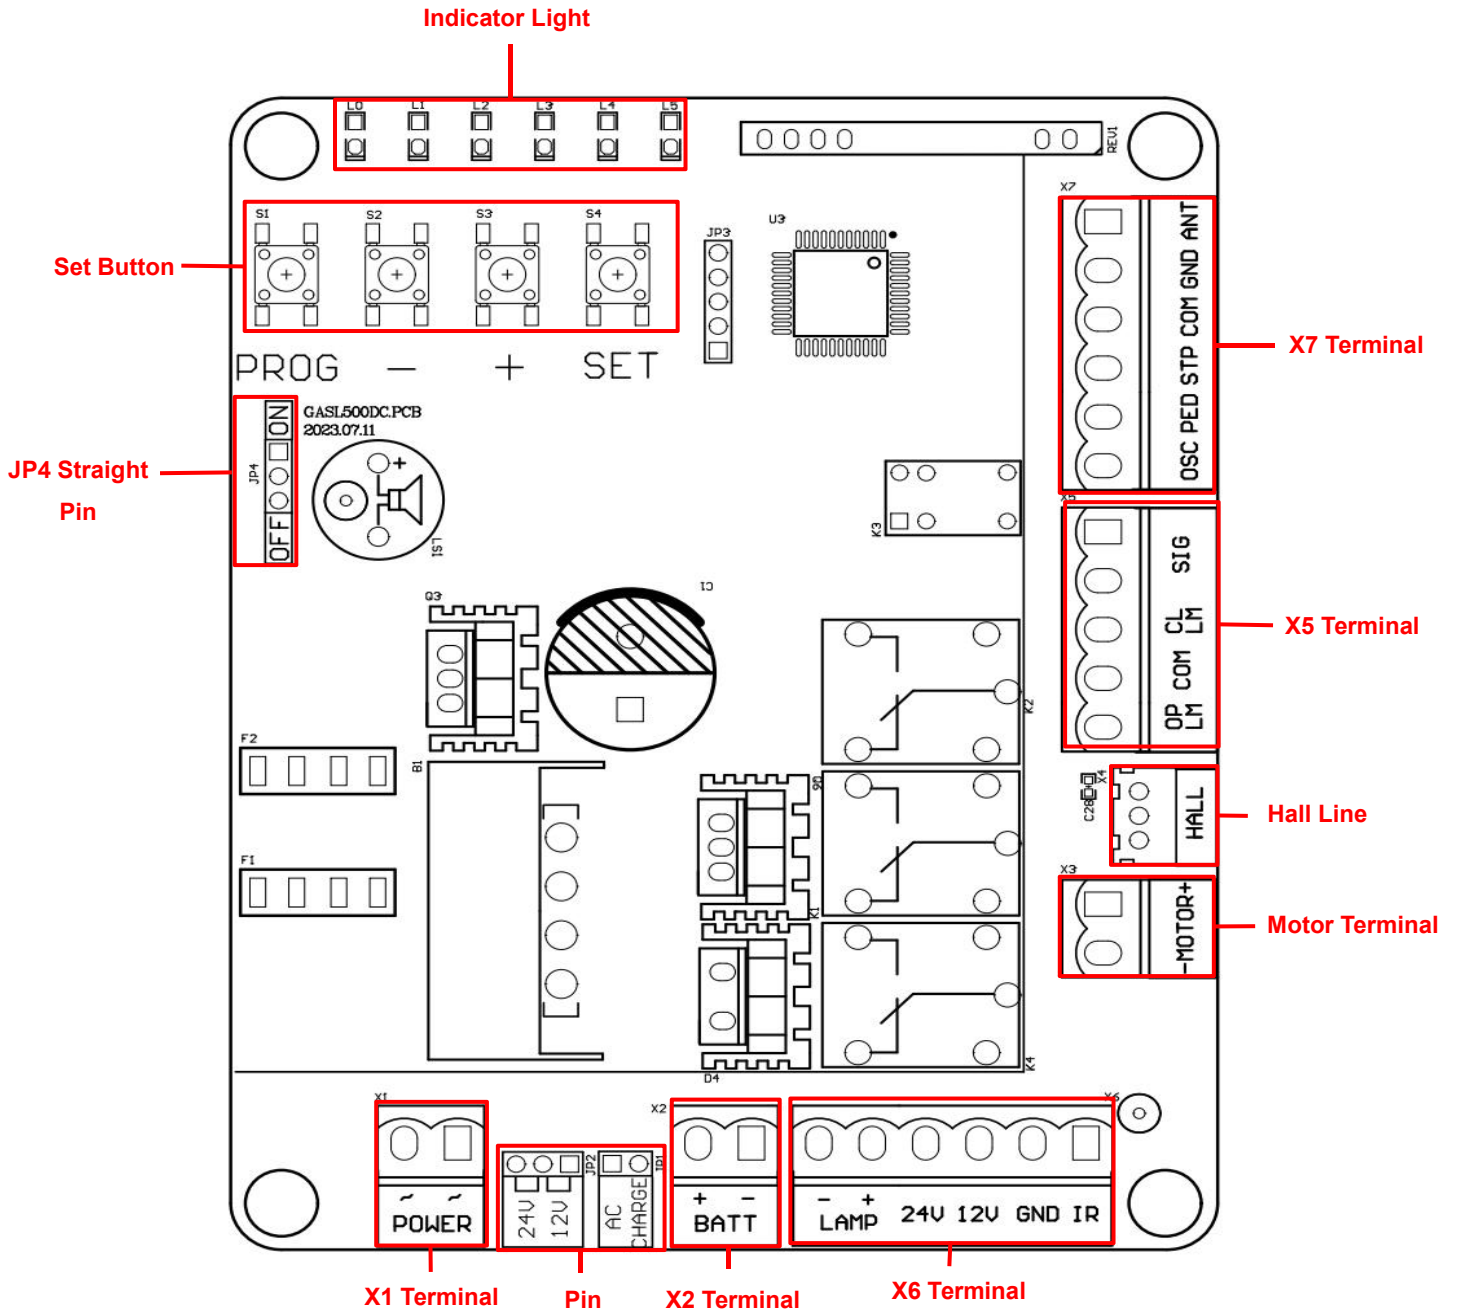 Indicator Light
L0 L1 L2 L3 L4 L5
REV1
X7
S1 S2 S3 S4
U3
JP3
Set Button
OSC PED STP COM GND ANT
X7 Terminal
PROG - + SET
ON
GASL500DC.PCB
2023.07.11
JP4 Straight
Pin
JP4
OFF
+
LS1
K3
X5
SIG
CL
LM
COM
OP
LM
X5 Terminal
Q3
C1
K2
F2
B1
Q6
C28
X4
HALL
Hall Line
F1
K1
X3
-MOTOR+
Motor Terminal
D4
K4
X1
X2
X6
JP2
JP1
~ ~
POWER
24V
12V
AC
CHARGE
+ -
BATT
- +
LAMP 24V 12V GND IR
X1 Terminal
Pin
X2 Terminal
X6 Terminal